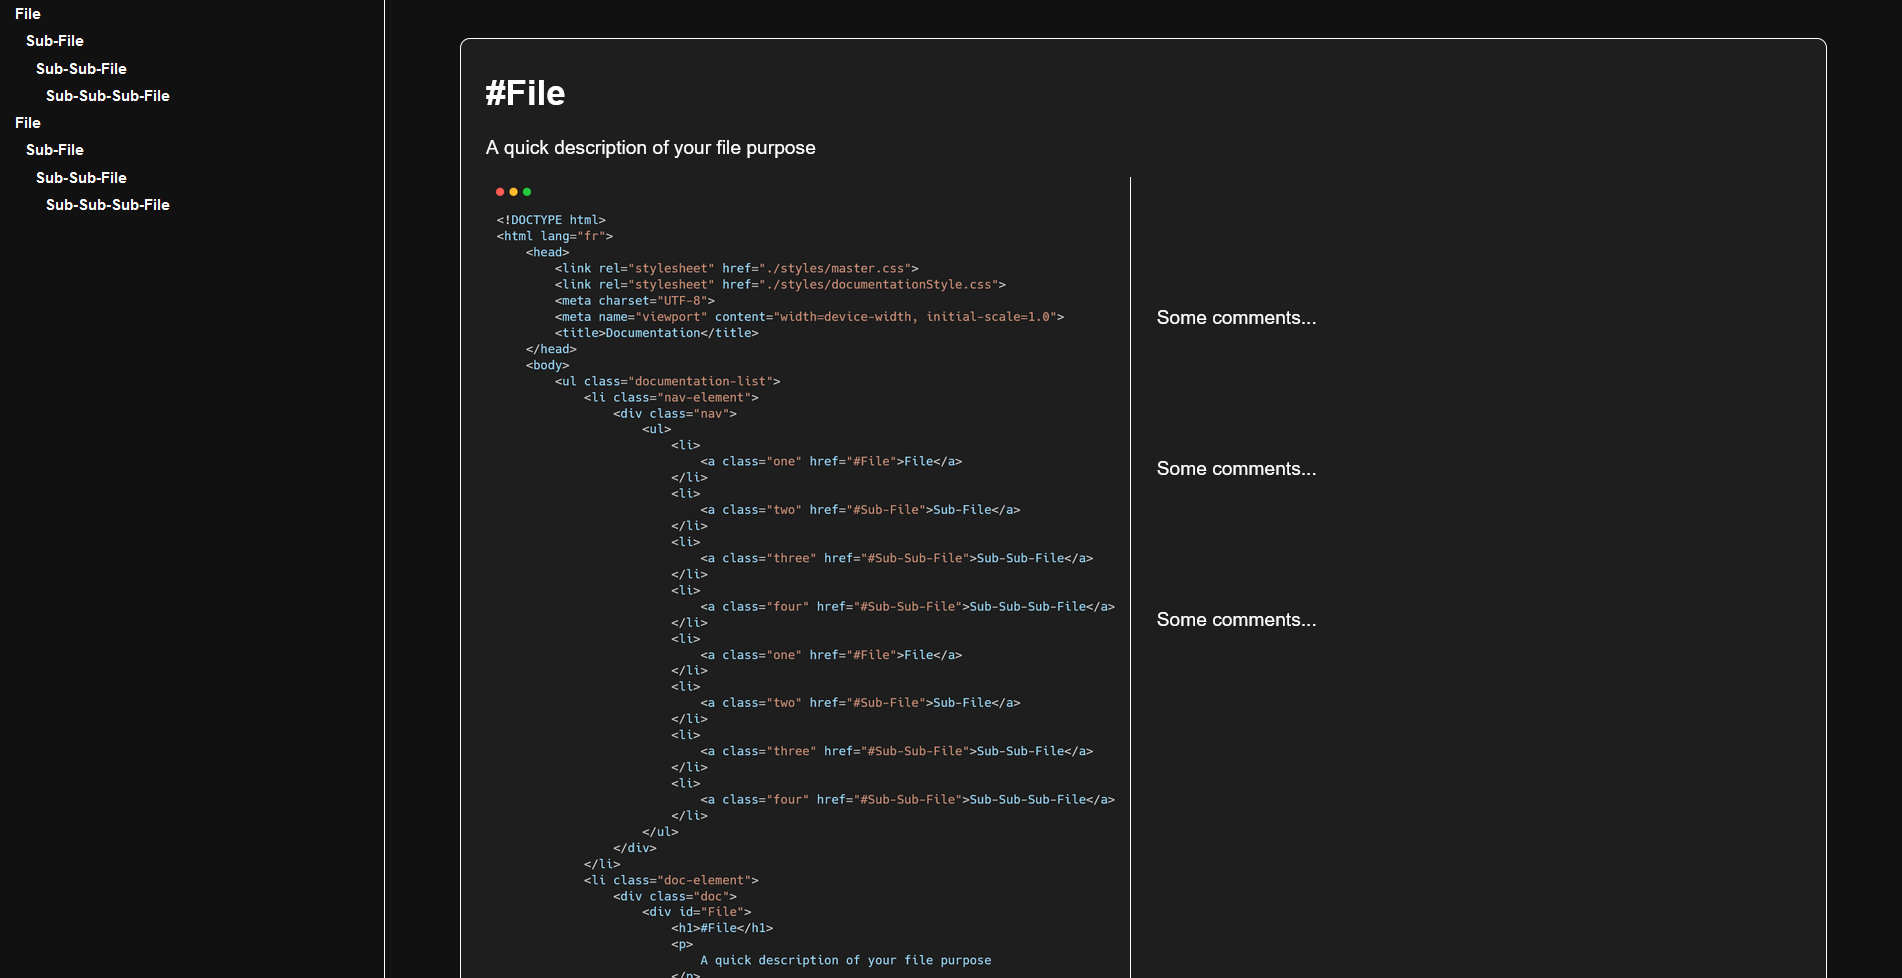 File
Sub-File
Sub-Sub-File
Sub-Sub-Sub-File
File
Sub-File
Sub-Sub-File
Sub-Sub-Sub-File
#File
A quick description of your file purpose
<!DOCTYPE html>
<html lang="fr">
<head>
<link rel="stylesheet" href="./styles/master.css">
<link rel="stylesheet" href="./styles/documentationStyle.css">
<meta charset="UTF-8">
<meta name="viewport" content="width=device-width, initial-scale=1.0">
<title>Documentation</title>
</head>
<body>
<ul class="documentation-list">
<li class="nav-element">
<div class="nav">
<ul>
<li>
<a class="one" href="#File">File</a>
</li>
<li>
<a class="two" href="#Sub-File">Sub-File</a>
</li>
<li>
<a class="three" href="#Sub-Sub-File">Sub-Sub-File</a>
</li>
<li>
<a class="four" href="#Sub-Sub-File">Sub-Sub-Sub-File</a>
</li>
<li>
<a class="one" href="#File">File</a>
</li>
<li>
<a class="two" href="#Sub-File">Sub-File</a>
</li>
<li>
<a class="three" href="#Sub-Sub-File">Sub-Sub-File</a>
</li>
<li>
<a class="four" href="#Sub-Sub-File">Sub-Sub-Sub-File</a>
</li>
</ul>
</div>
</li>
<li class="doc-element">
<div class="doc">
<div id="File">
<h1>#File</h1>
<p>
A quick description of your file purpose
</p>
Some comments...
Some comments...
Some comments...